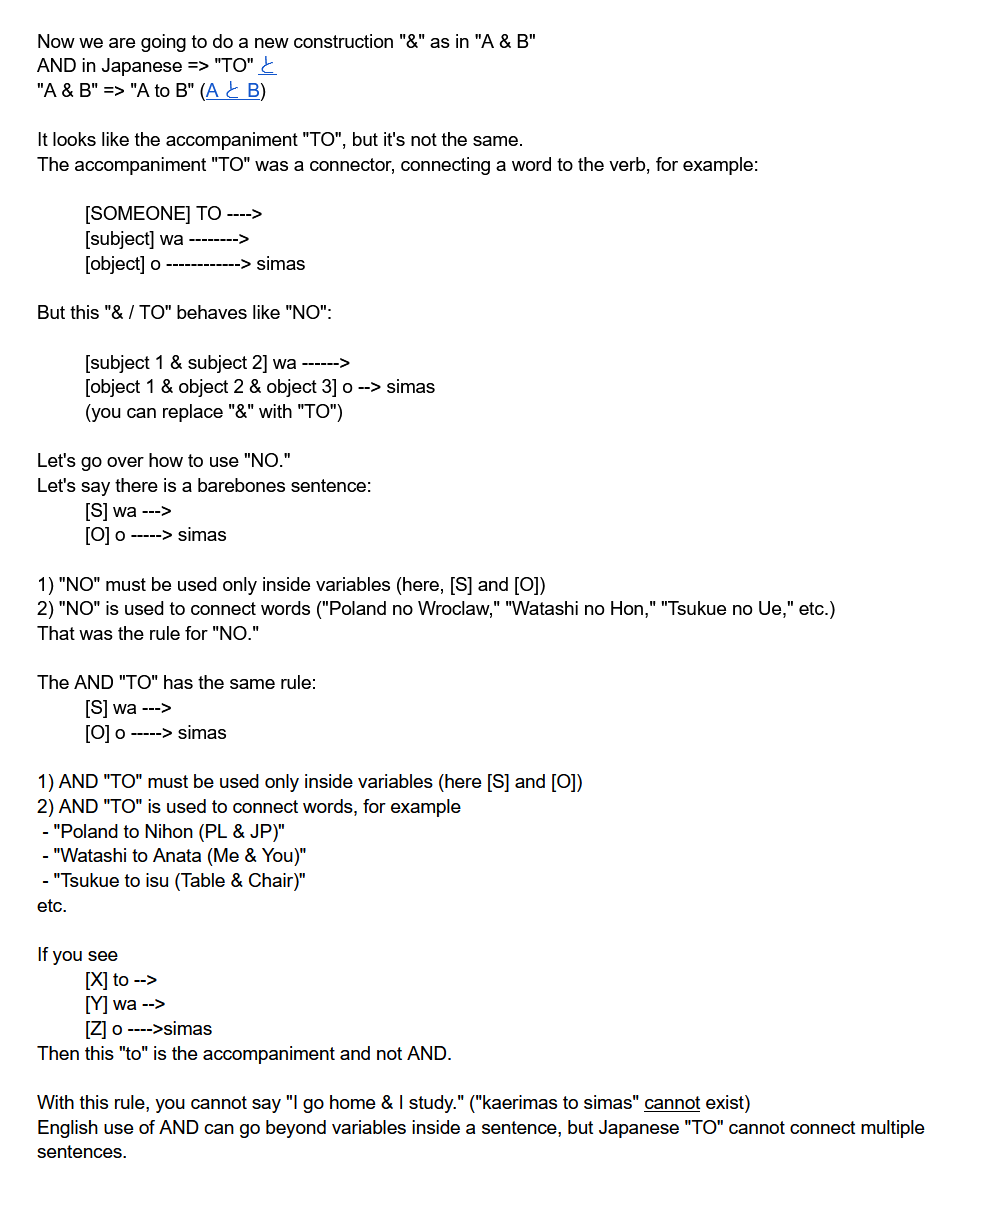 Now we are going to do a new construction "&" as in "A & B"
AND in Japanese => "TO" と
"A & B" => "A to B" (A と B)
It looks like the accompaniment "TO", but it's not the same.
The accompaniment "TO" was a connector, connecting a word to the verb, for example:
[SOMEONE] TO ---->
[subject] wa -------->
[object] o ------------> simas
But this "& / TO" behaves like "NO":
[subject 1 & subject 2] wa ------>
[object 1 & object 2 & object 3] o --> simas
(you can replace "&" with "TO")
Let's go over how to use "NO."
Let's say there is a barebones sentence:
[S] wa --->
[O] o -----> simas
1) "NO" must be used only inside variables (here, [S] and [O])
2) "NO" is used to connect words ("Poland no Wroclaw," "Watashi no Hon," "Tsukue no Ue," etc.)
That was the rule for "NO."
The AND "TO" has the same rule:
[S] wa --->
[O] o -----> simas
1) AND "TO" must be used only inside variables (here [S] and [O])
2) AND "TO" is used to connect words, for example
- "Poland to Nihon (PL & JP)"
- "Watashi to Anata (Me & You)"
- "Tsukue to isu (Table & Chair)"
etc.
If you see
[X] to -->
[Y] wa -->
[Z] o ---->simas
Then this "to" is the accompaniment and not AND.
With this rule, you cannot say "I go home & I study." ("kaerimas to simas" cannot exist)
English use of AND can go beyond variables inside a sentence, but Japanese "TO" cannot connect multiple
sentences.